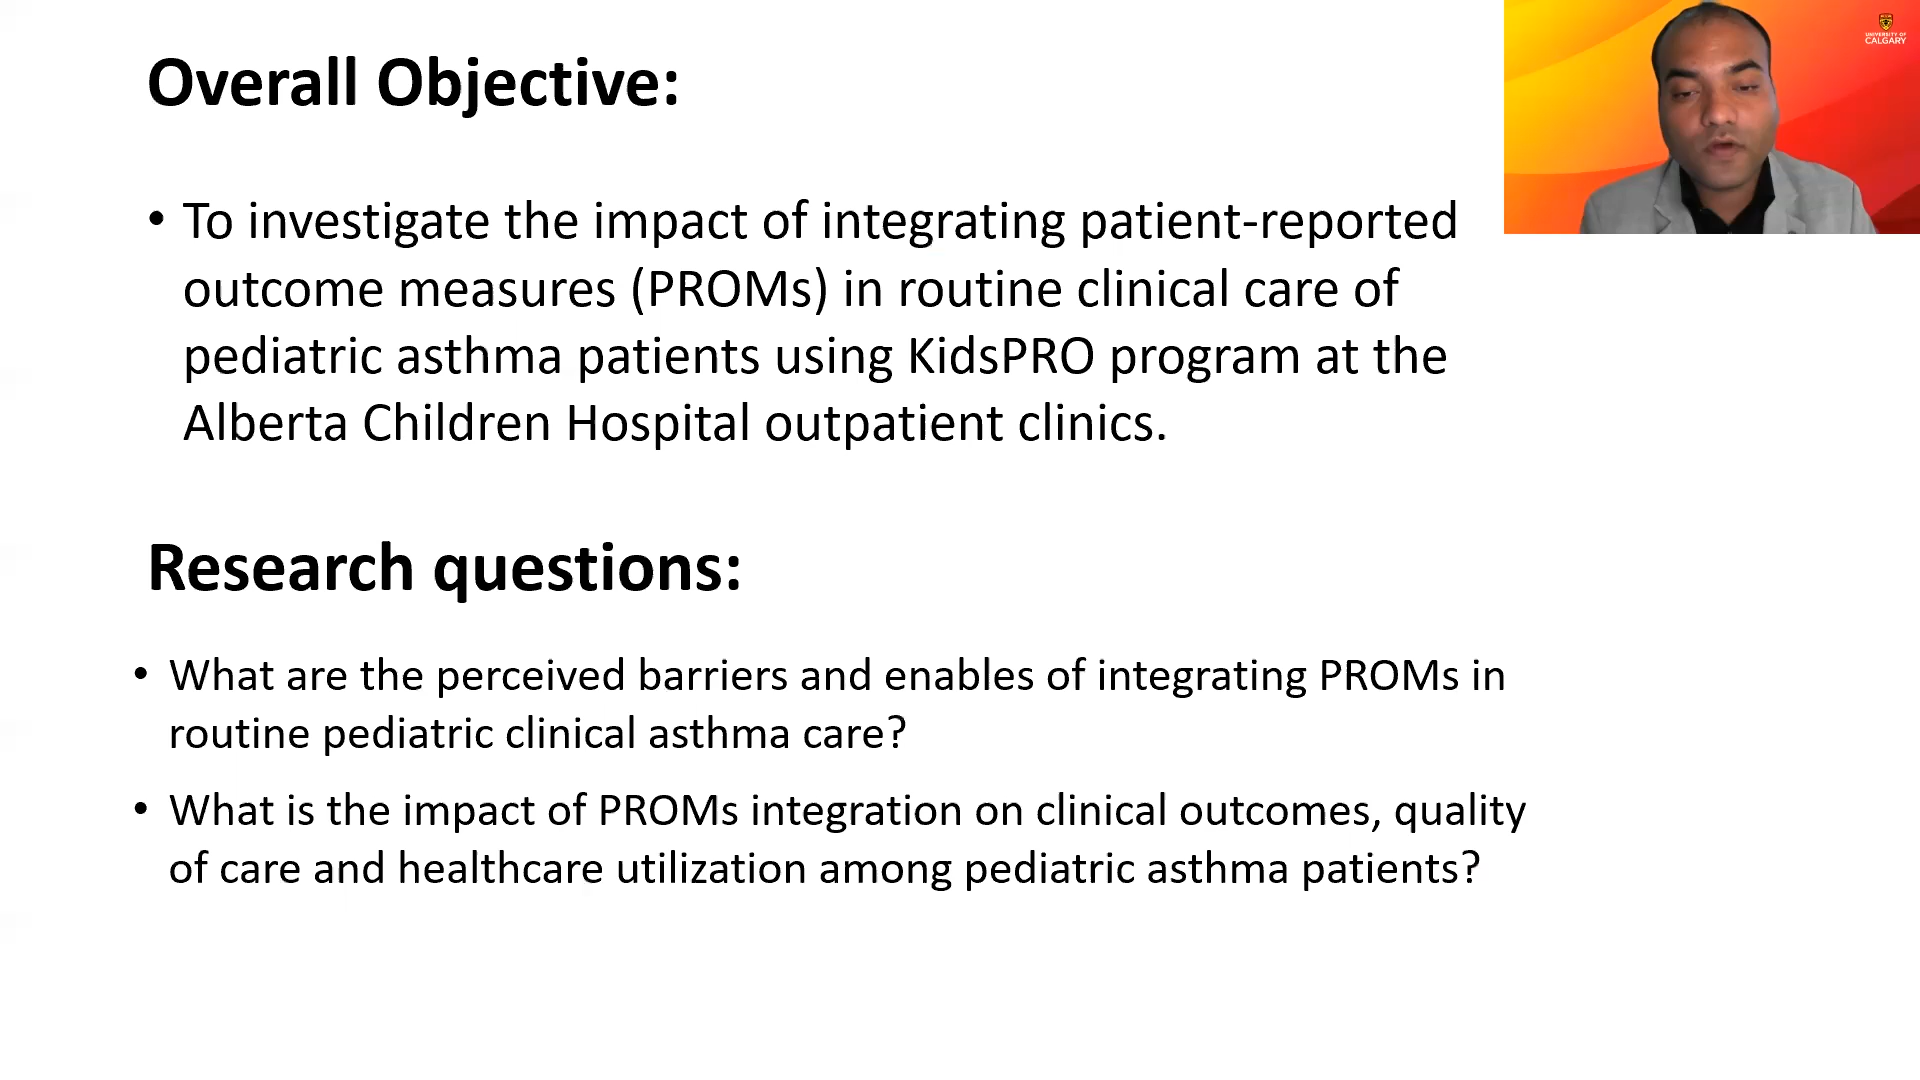 Overall Objective:
• To investigate the impact of integrating patient-reported
outcome measures (PROMs) in routine clinical care of
pediatric asthma patients using KidsPRO program at the
Alberta Children Hospital outpatient clinics.
Research questions:
• What are the perceived barriers and enables of integrating PROMs in
routine pediatric clinical asthma care?
• What is the impact of PROMs integration on clinical outcomes, quality
of care and healthcare utilization among pediatric asthma patients?
UNIVERSITY OF
CALGARY